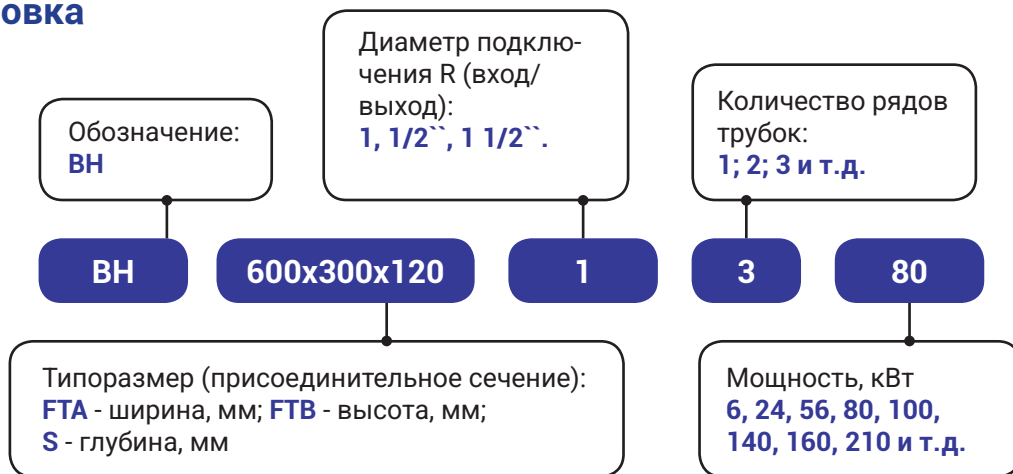 овка
Диаметр подклю-
чения R (вход/
выход):
1, 1/2``, 1 1/2``.
Обозначение:
ВН
Количество рядов
трубок:
1; 2; 3 и т.д.
ВН 600x300x120 1 3 80
Типоразмер (присоединительное сечение):
FTA - ширина, мм; FTB - высота, мм;
S - глубина, мм
Мощность, кВт
6, 24, 56, 80, 100,
140, 160, 210 и т.д.